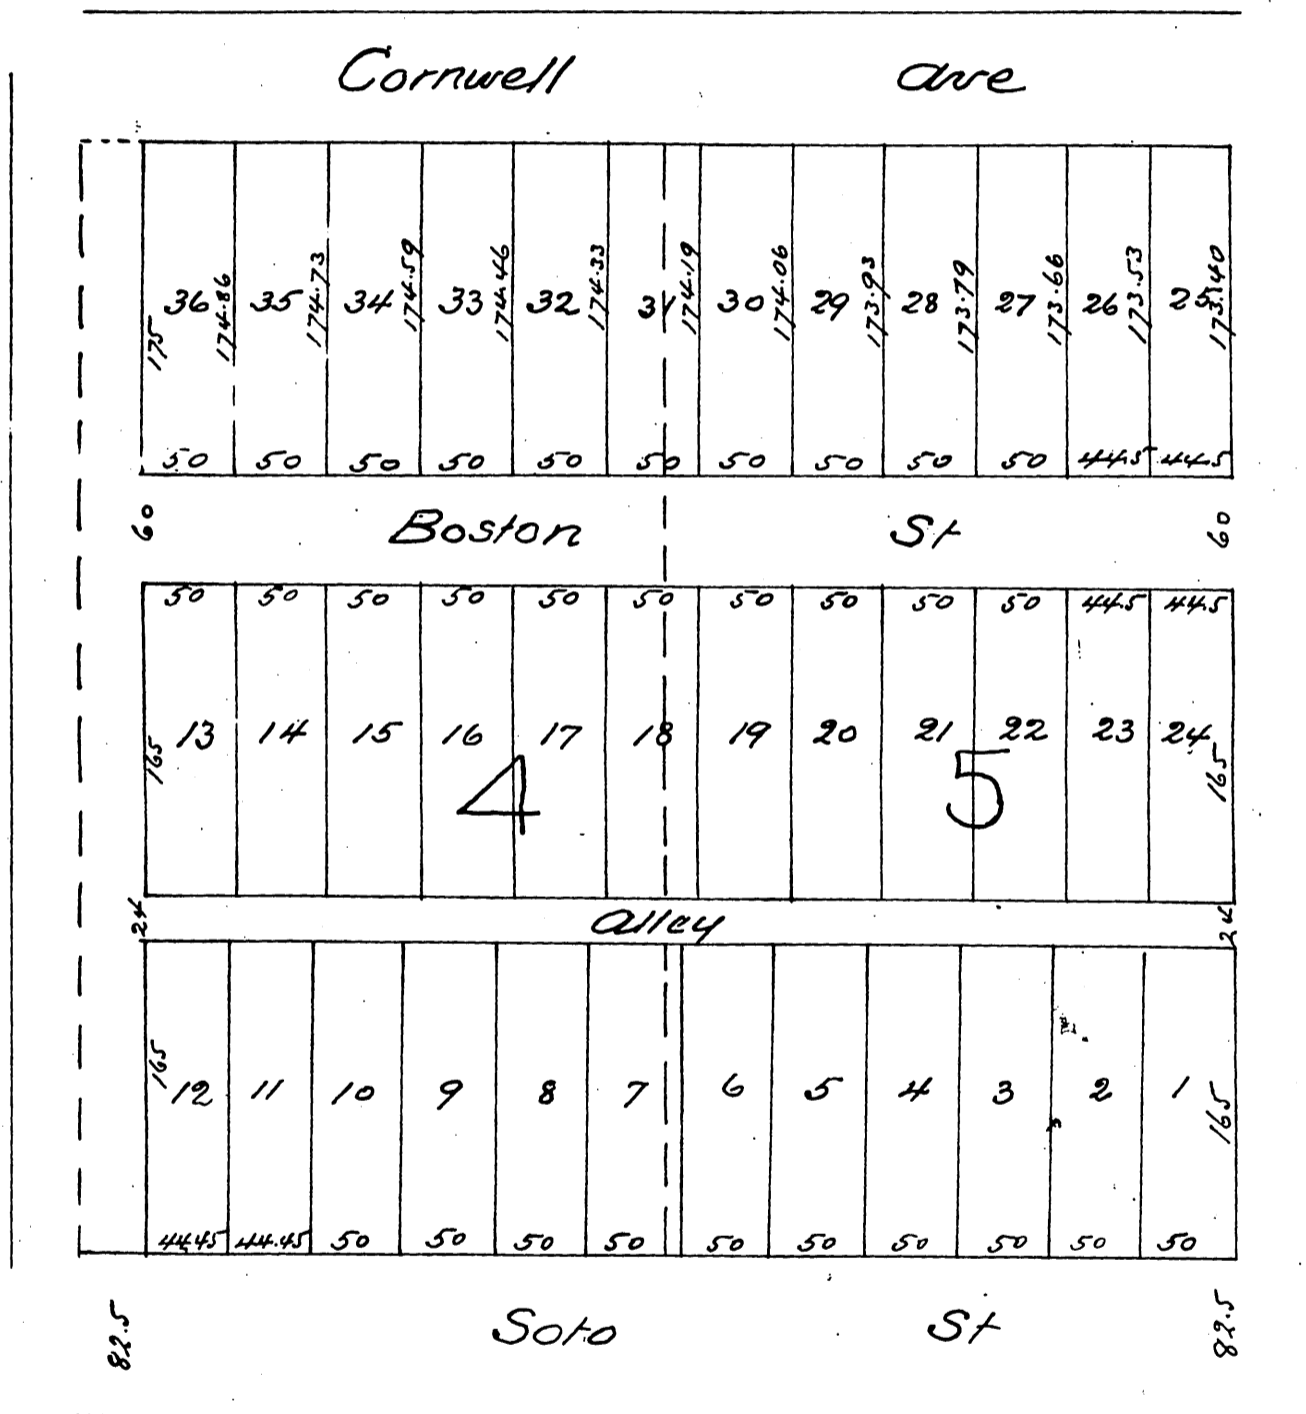 Cornwell Ave
36 35 34 33 32 31 30 29 28 27 26 25
175 174.86 174.73 174.59 174.46 174.33 174.19 174.06 173.93 173.79 173.66 173.53 173.40
50 50 50 50 50 50 50 50 50 50 44.5 44.5
60 Boston St 60
50 50 50 50 50 50 50 50 50 50 44.5 44.5
13 14 15 16 17 18 19 20 21 22 23 24
165 4 5 165
24 Alley 24
165 12 11 10 9 8 7 6 5 4 3 2 1 165
44.45 44.45 50 50 50 50 50 50 50 50 50 50
82.5 Soto St 82.5